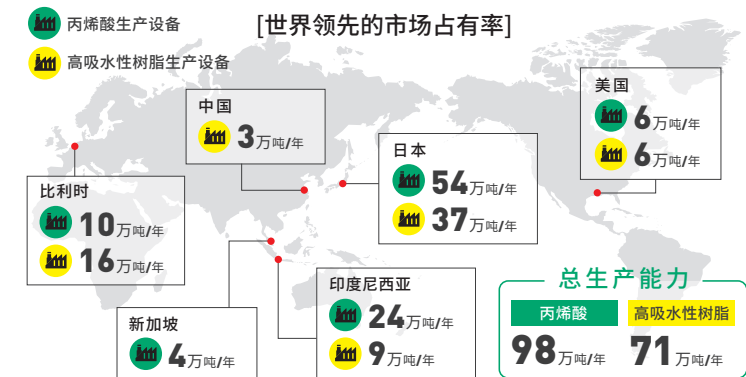 [世界领先的市场占有率]
丙烯酸生产设备
高吸水性树脂生产设备
中国
3万吨/年
美国
6万吨/年
6万吨/年
日本
54万吨/年
37万吨/年
比利时
10万吨/年
16万吨/年
新加坡
4万吨/年
印度尼西亚
24万吨/年
9万吨/年
总生产能力
丙烯酸
98万吨/年
高吸水性树脂
71万吨/年